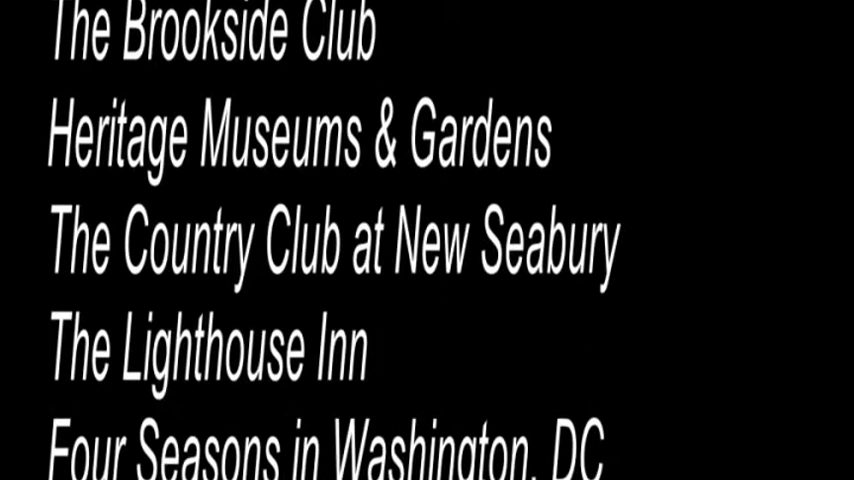 The Brookside Club
Heritage Museums & Gardens
The Country Club at New Seabury
The Lighthouse Inn
Four Seasons in Washington, DC